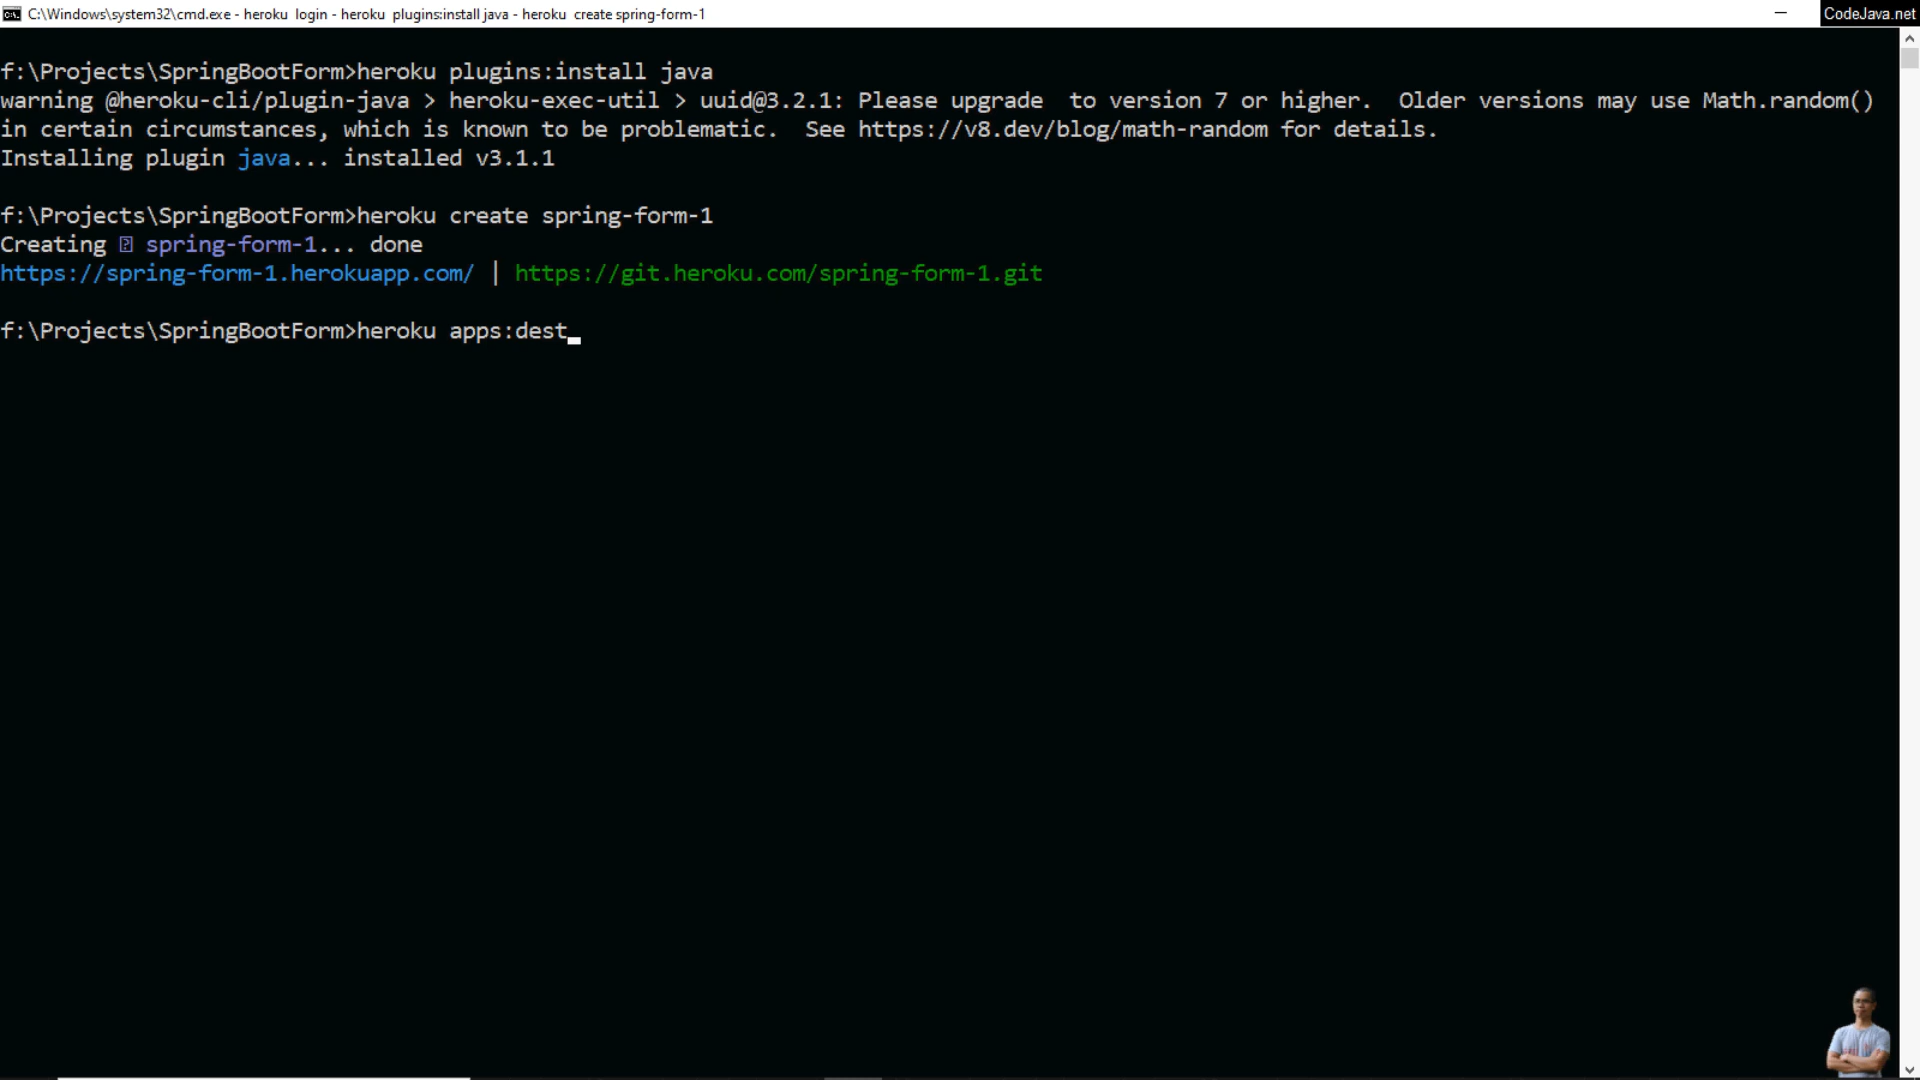 C:\Windows\system32\cmd.exe - heroku  login - heroku  plugins:install java - heroku  create spring-form-1
CodeJava.net
f:\Projects\SpringBootForm>heroku plugins:install java
warning @heroku-cli/plugin-java > heroku-exec-util > uuid@3.2.1: Please upgrade  to version 7 or higher.  Older versions may use Math.random()
in certain circumstances, which is known to be problematic.  See https://v8.dev/blog/math-random for details.
Installing plugin java... installed v3.1.1
f:\Projects\SpringBootForm>heroku create spring-form-1
Creating ⍰ spring-form-1... done
https://spring-form-1.herokuapp.com/ | https://git.heroku.com/spring-form-1.git
f:\Projects\SpringBootForm>heroku apps:dest